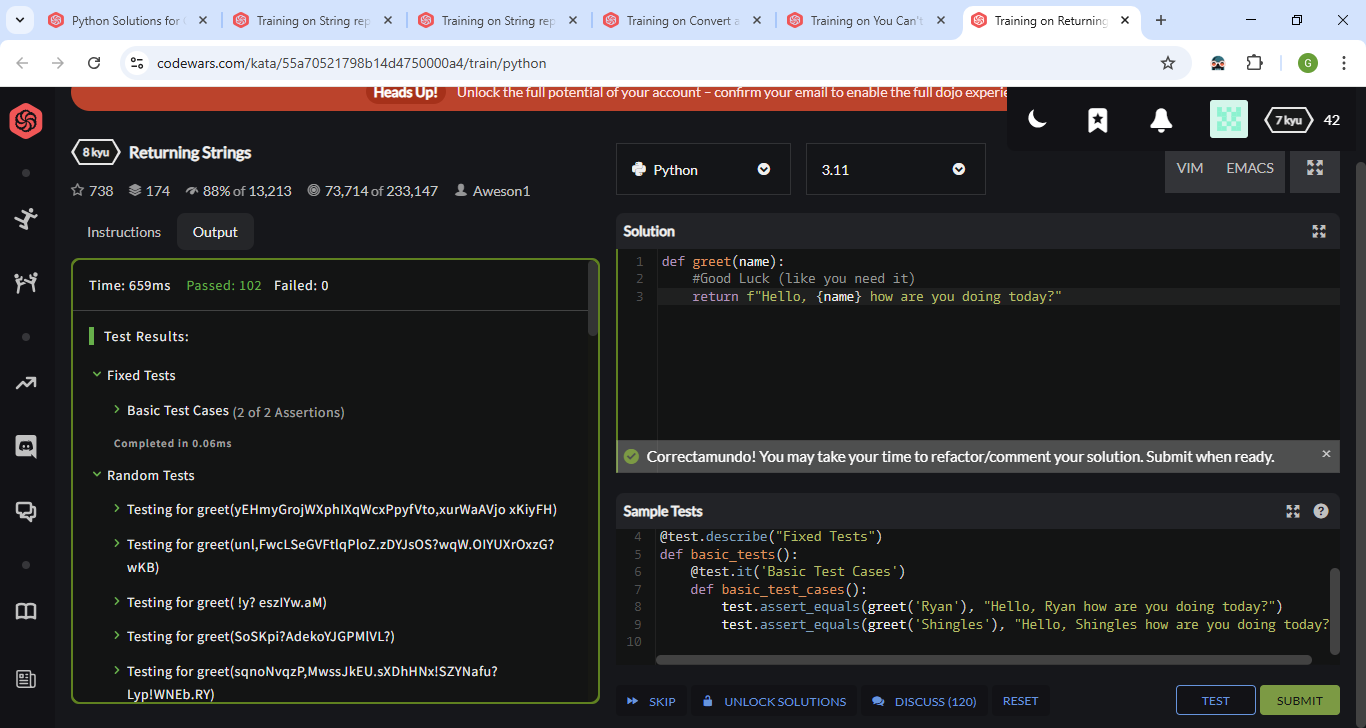 Python Solutions for
Training on String rep
Training on String rep
Training on Convert a
Training on You Can't
Training on Returning
codewars.com/kata/55a70521798b14d4750000a4/train/python
G
Heads Up!
Unlock the full potential of your account – confirm your email to enable the full dojo experie
7 kyu
42
8 kyu
Returning Strings
738
174
88% of 13,213
73,714 of 233,147
Aweson1
Instructions
Output
Time: 659ms Passed: 102 Failed: 0
Test Results:
Fixed Tests
Basic Test Cases (2 of 2 Assertions)
Completed in 0.06ms
Random Tests
Testing for greet(yEHmyGrojWXphIXqWcxPpyfVto,xurWaAVjo xKiyFH)
Testing for greet(unl,FwcLSeGVFtlqPloZ.zDYJsOS?wqW.OIYUXrOxzG?
wKB)
Testing for greet( !y? eszIYw.aM)
Testing for greet(SoSKpi?AdekoYJGPMlVL?)
Testing for greet(sqnoNvqzP,MwssJkEU.sXDhHNx!SZYNafu?
Lyp!WNEb.RY)
Python
3.11
VIM
EMACS
Solution
1 def greet(name):
2 #Good Luck (like you need it)
3 return f"Hello, {name} how are you doing today?"
Correctamundo! You may take your time to refactor/comment your solution. Submit when ready.
Sample Tests
4 @test.describe("Fixed Tests")
5 def basic_tests():
6 @test.it('Basic Test Cases')
7 def basic_test_cases():
8 test.assert_equals(greet('Ryan'), "Hello, Ryan how are you doing today?")
9 test.assert_equals(greet('Shingles'), "Hello, Shingles how are you doing today?
10
SKIP
UNLOCK SOLUTIONS
DISCUSS (120)
RESET
TEST
SUBMIT